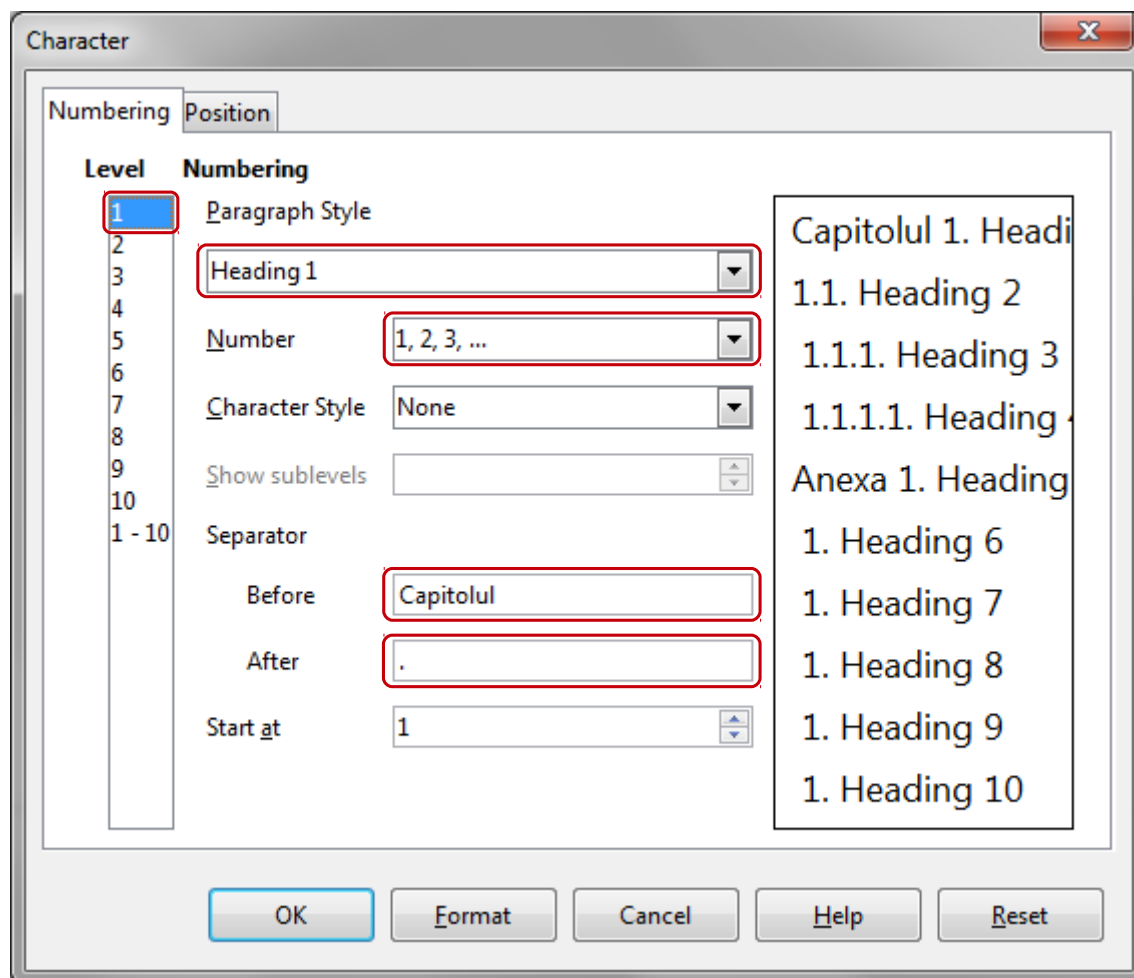 Character
Numbering Position
Level Numbering
1
2
3
4
5
6
7
8
9
10
1 - 10
Paragraph Style
Heading 1
Number 1, 2, 3, ...
Character Style None
Show sublevels
Separator
Before Capitolul
After .
Start at 1
Capitolul 1. Headi
1.1. Heading 2
1.1.1. Heading 3
1.1.1.1. Heading
Anexa 1. Heading
1. Heading 6
1. Heading 7
1. Heading 8
1. Heading 9
1. Heading 10
OK Format Cancel Help Reset